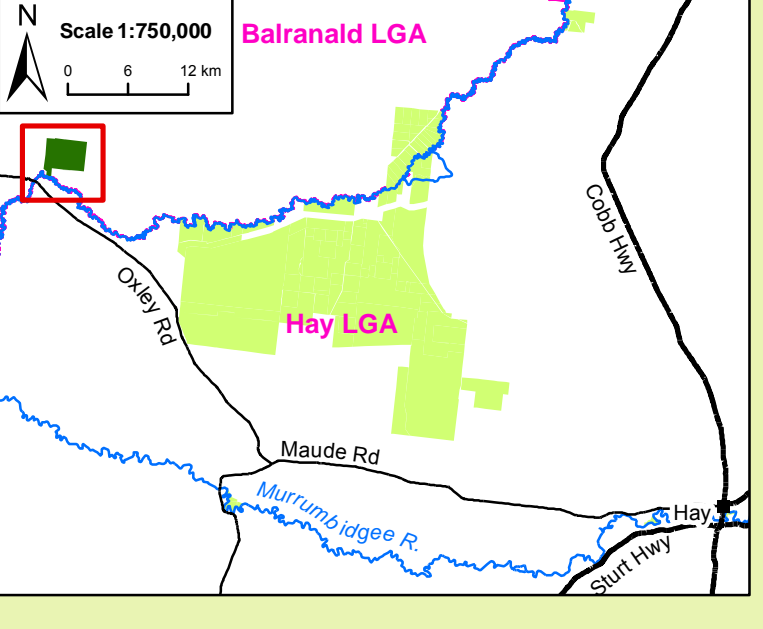 N
Scale 1:750,000
0 6 12 km
Balranald LGA
Cobb Hwy
Oxley Rd
Hay LGA
Maude Rd
Murrumbidgee R.
Hay
Sturt Hwy